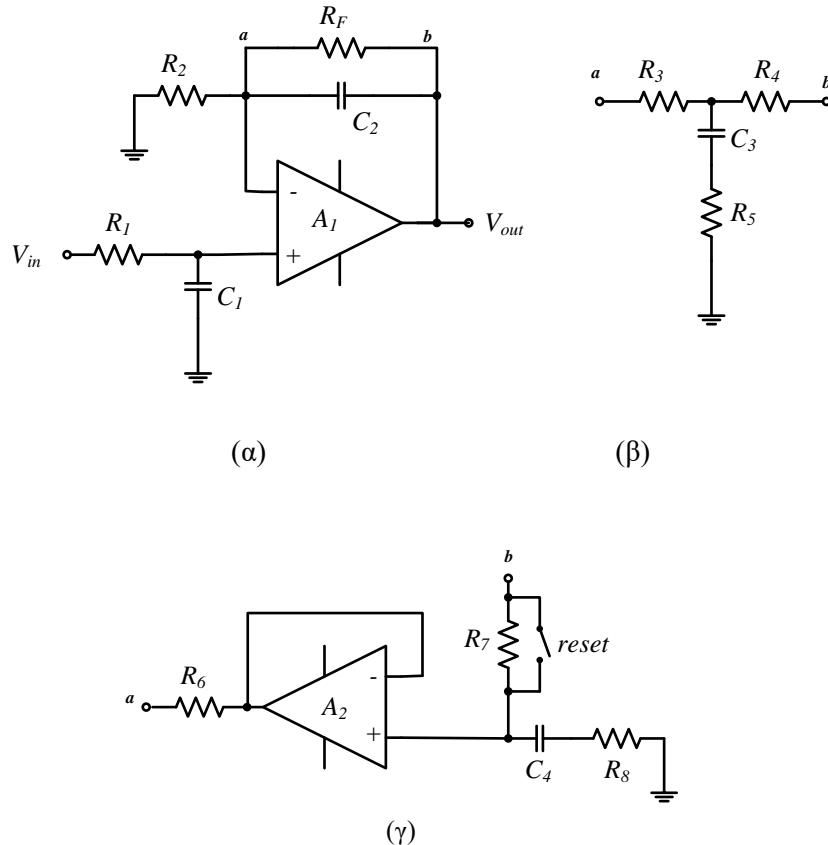 a
R_F
b
R_2
C_2
a
R_3
R_4
b
C_3
-
A_1
R_1
V_out
R_5
V_in
+
C_1
(α)
(β)
b
R_7
reset
R_6
-
a
A_2
+
C_4
R_8
(γ)